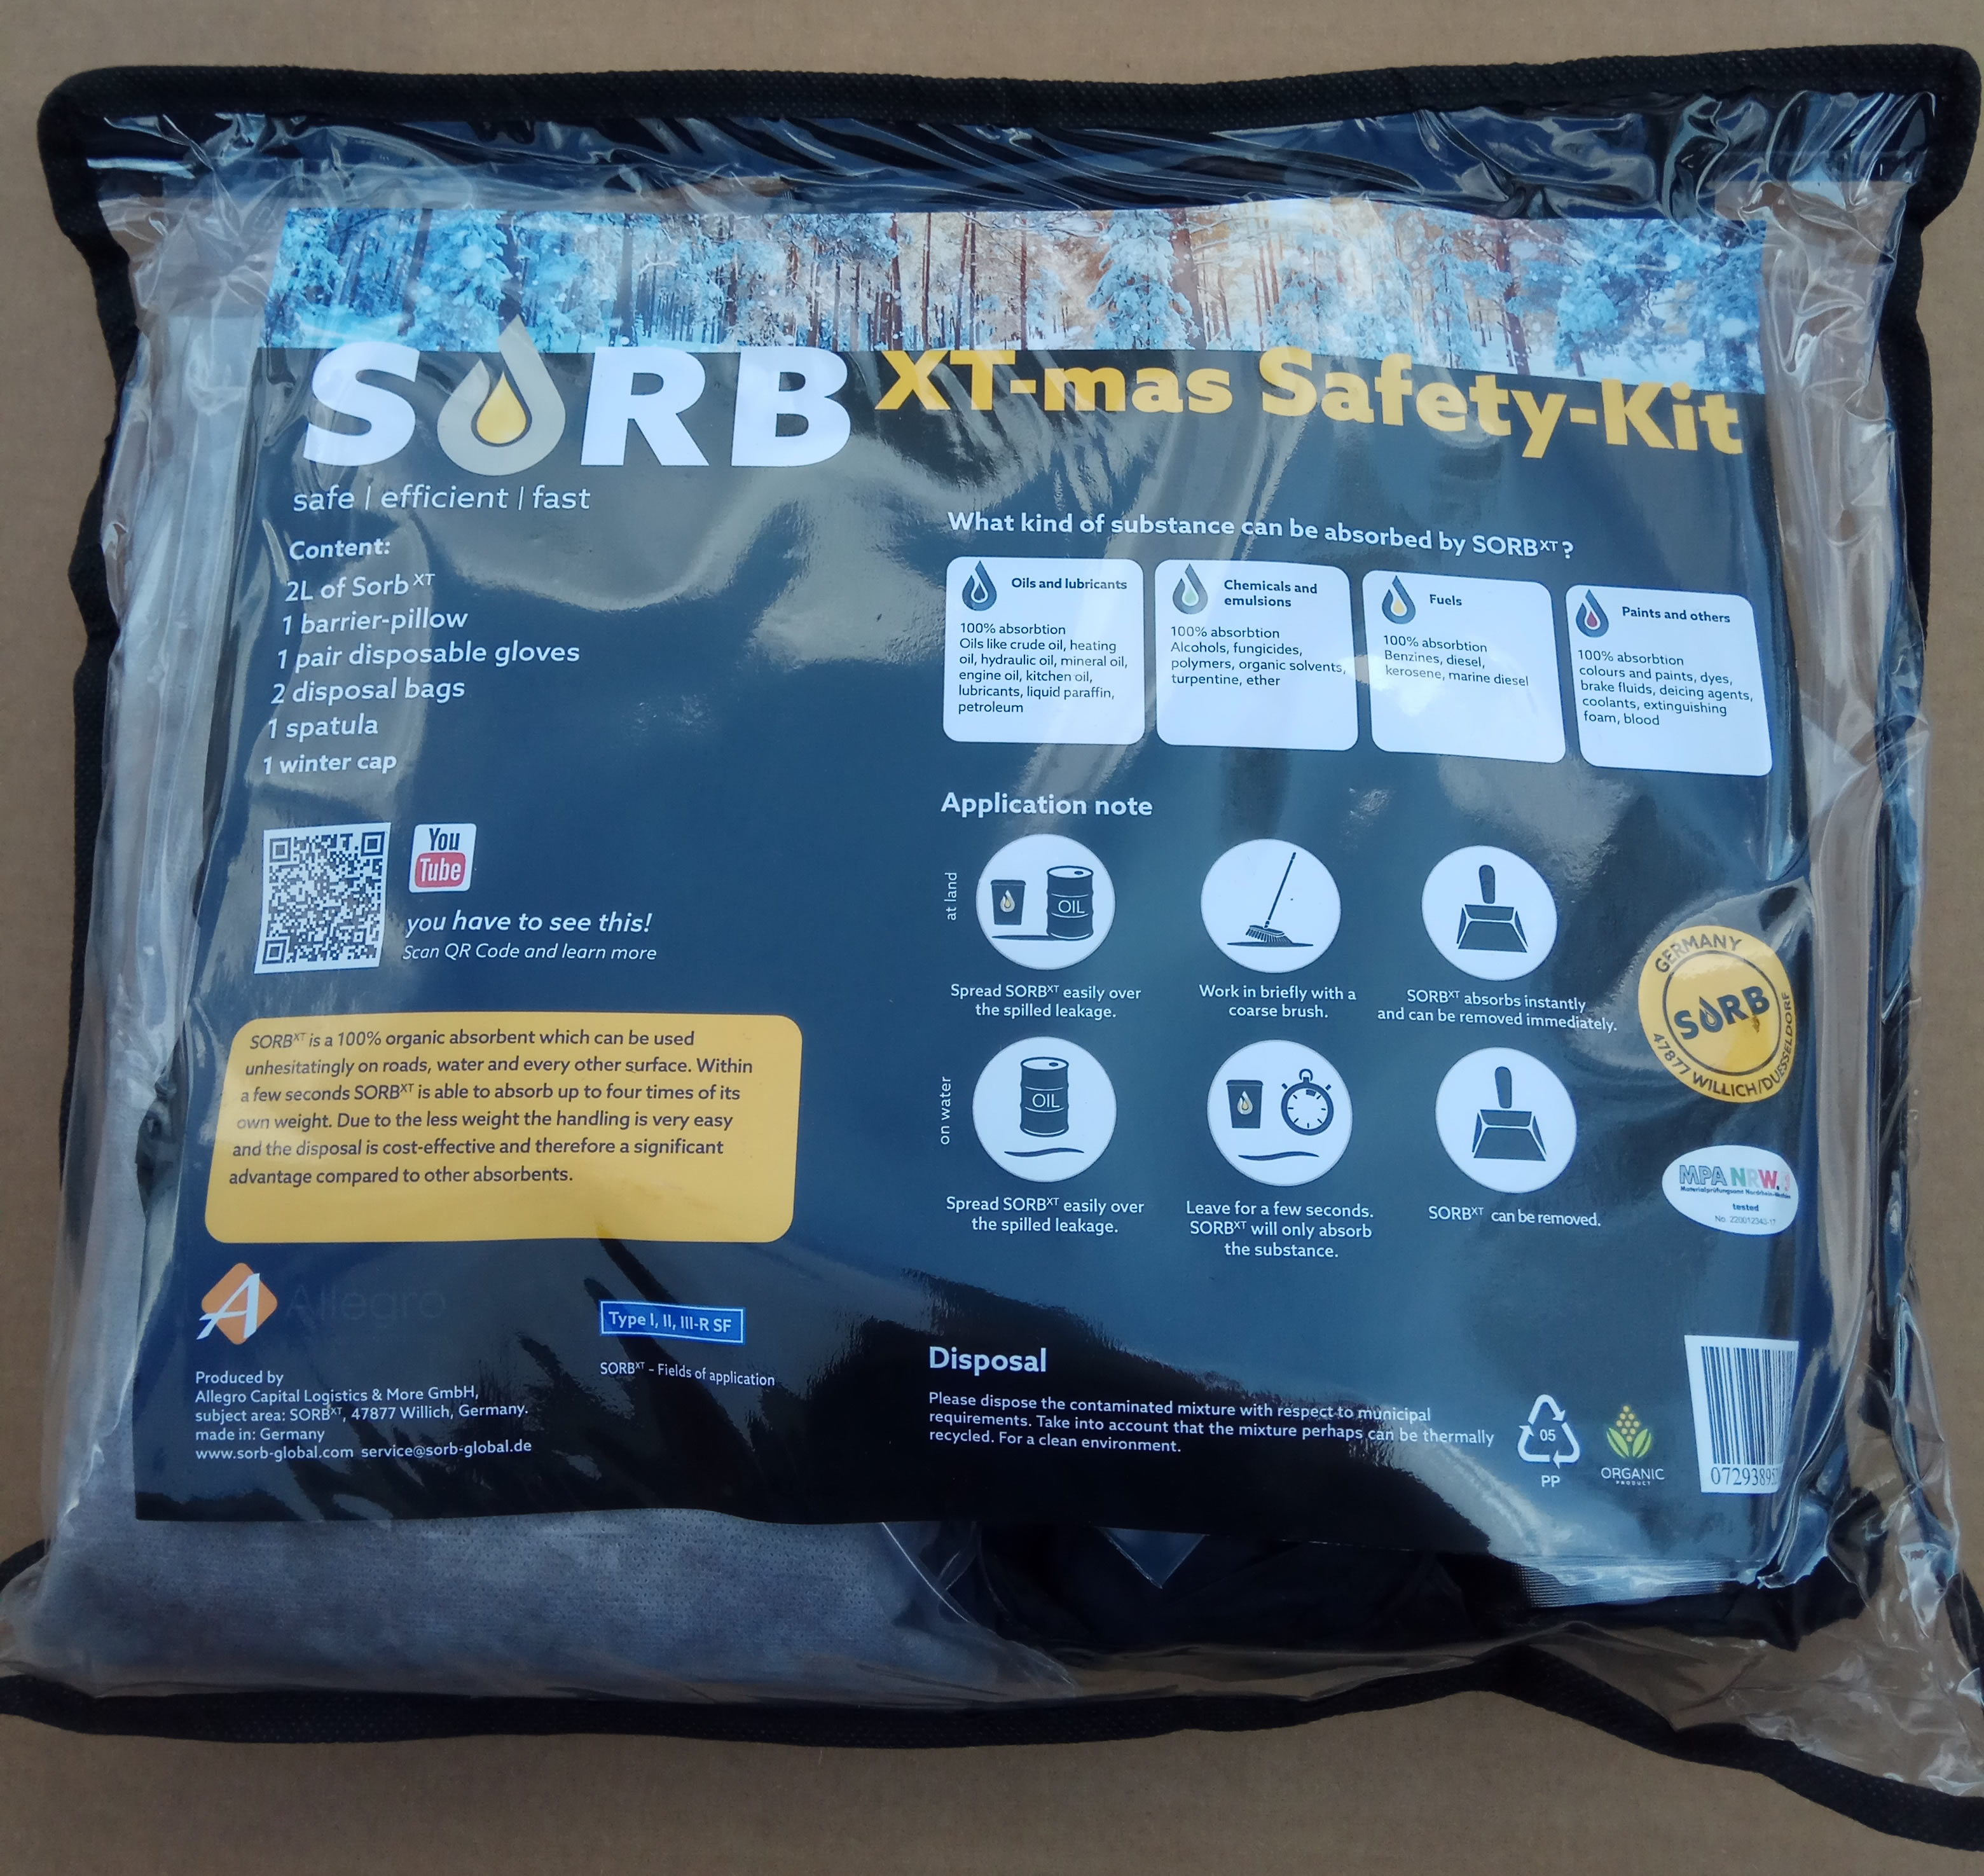 SORB XT-mas Safety-Kit
safe | efficient | fast
Content:
2L of Sorb XT
1 barrier-pillow
1 pair disposable gloves
2 disposal bags
1 spatula
1 winter cap
You
Tube
you have to see this!
Scan QR Code and learn more
SORBXT is a 100% organic absorbent which can be used
unhesitatingly on roads, water and every other surface. Within
a few seconds SORBXT is able to absorb up to four times of its
own weight. Due to the less weight the handling is very easy
and the disposal is cost-effective and therefore a significant
advantage compared to other absorbents.
A Allegro
Produced by
Allegro Capital Logistics & More GmbH,
subject area: SORBXT, 47877 Willich, Germany.
made in: Germany
www.sorb-global.com service@sorb-global.de
Type I, II, III-R SF
SORBXT - Fields of application
What kind of substance can be absorbed by SORBXT?
Oils and lubricants
100% absorbtion
Oils like crude oil, heating
oil, hydraulic oil, mineral oil,
engine oil, kitchen oil,
lubricants, liquid paraffin,
petroleum
Chemicals and
emulsions
100% absorbtion
Alcohols, fungicides,
polymers, organic solvents,
turpentine, ether
Fuels
100% absorbtion
Benzines, diesel,
kerosene, marine diesel
Paints and others
100% absorbtion
colours and paints, dyes,
brake fluids, deicing agents,
coolants, extinguishing
foam, blood
Application note
at land
OIL
Spread SORBXT easily over
the spilled leakage.
Work in briefly with a
coarse brush.
SORBXT absorbs instantly
and can be removed immediately.
on water
OIL
Spread SORBXT easily over
the spilled leakage.
Leave for a few seconds.
SORBXT will only absorb
the substance.
SORBXT can be removed.
GERMANY
SORB
47877 WILLICH/DUESSELDORF
MPA NRW
Materialprüfungsamt Nordrhein-Westfalen
tested
Disposal
Please dispose the contaminated mixture with respect to municipal
requirements. Take into account that the mixture perhaps can be thermally
recycled. For a clean environment.
05
PP
ORGANIC
PRODUCT
0729389